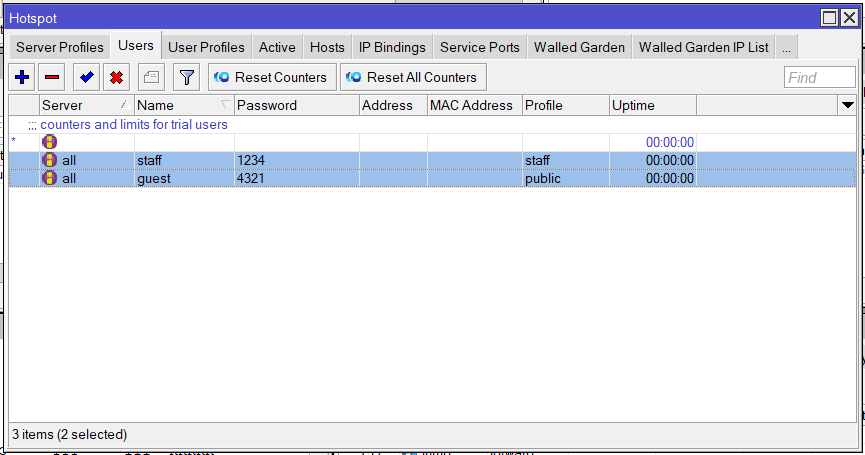 Hotspot
Server Profiles Users User Profiles Active Hosts IP Bindings Service Ports Walled Garden Walled Garden IP List ...
Reset Counters Reset All Counters Find
Server Name Password Address MAC Address Profile Uptime
;;; counters and limits for trial users
* 00:00:00
all staff 1234 staff 00:00:00
all guest 4321 public 00:00:00
3 items (2 selected)